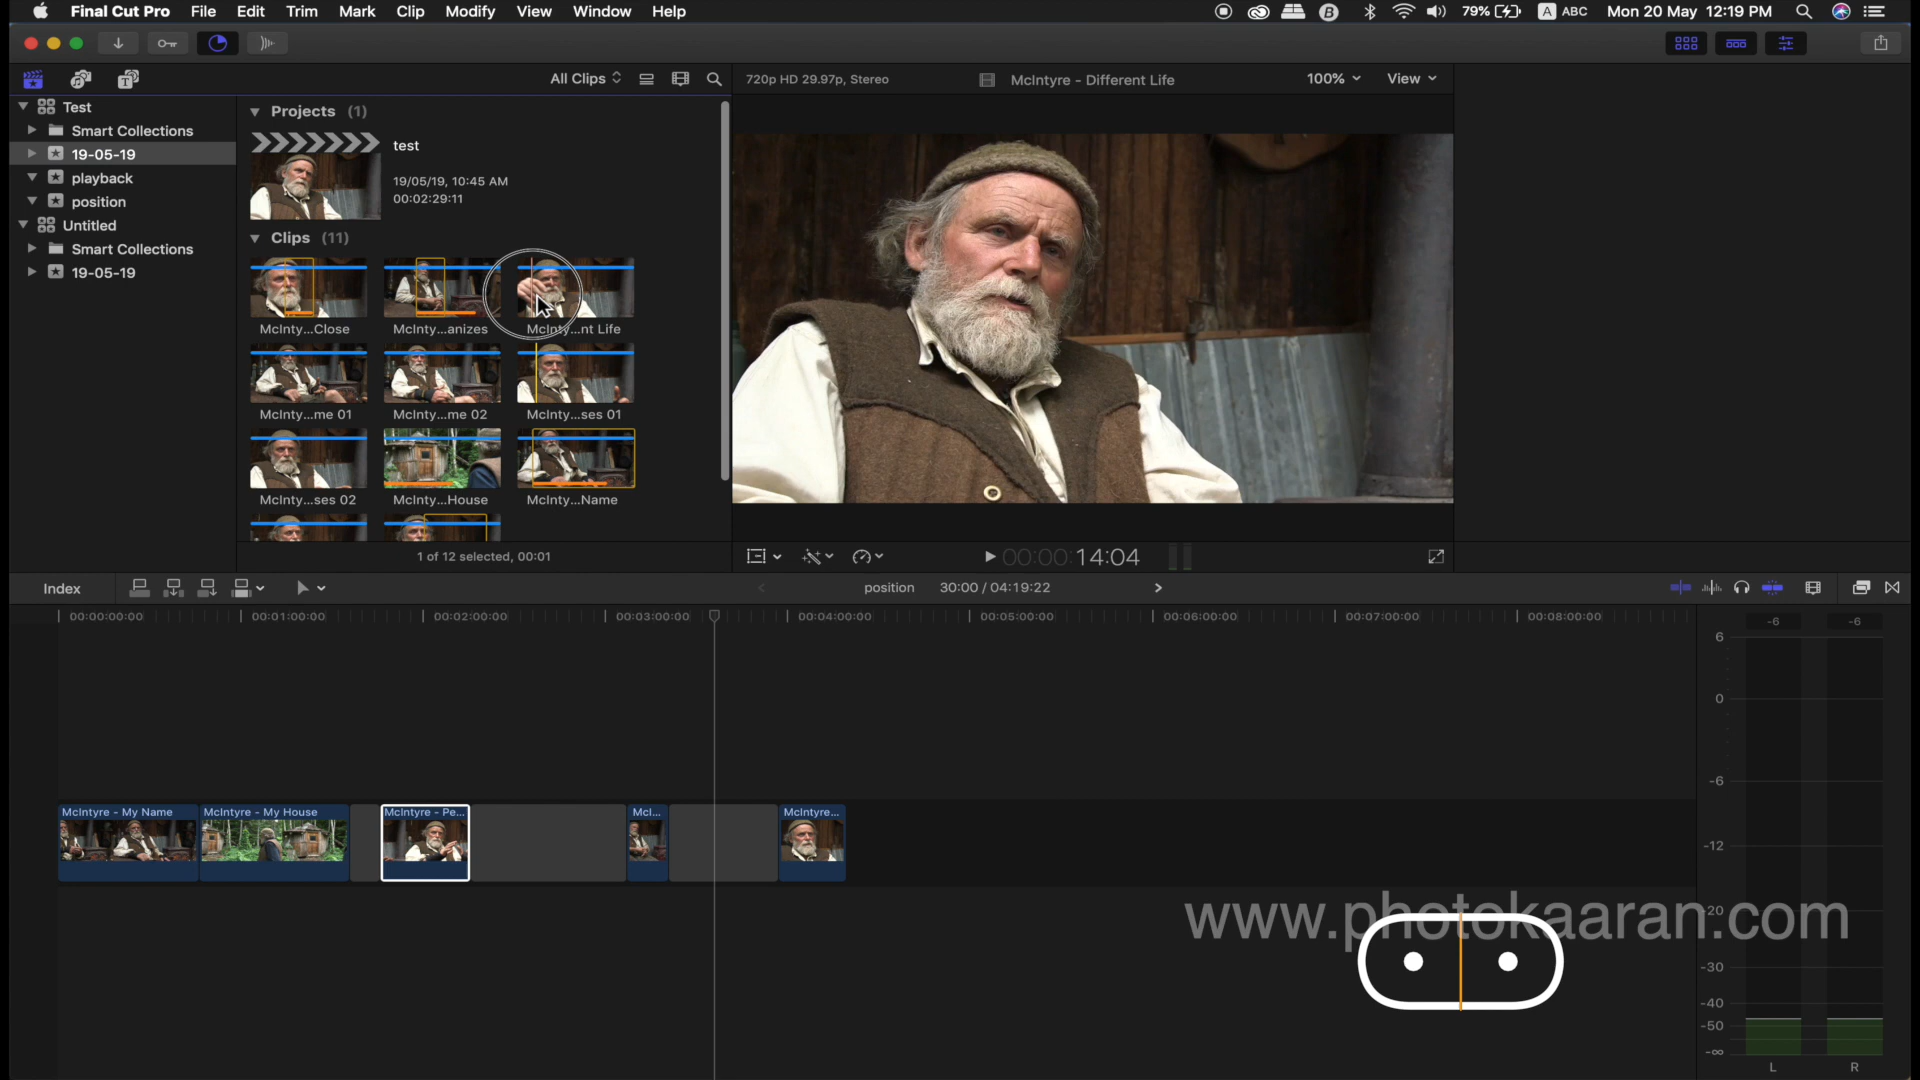 Final Cut Pro File Edit Trim Mark Clip Modify View Window Help 79% A ABC Mon 20 May 12:19 PM
All Clips 720p HD 29.97p, Stereo McIntyre - Different Life 100% View
Test
Smart Collections
19-05-19
playback
position
Untitled
Smart Collections
19-05-19
Projects (1)
test
19/05/19, 10:45 AM
00:02:29:11
Clips (11)
McInty...Close McInty...anizes McInty...nt Life
McInty...me 01 McInty...me 02 McInty...ses 01
McInty...ses 02 McInty...House McInty...Name
1 of 12 selected, 00:01
00:00:14:04
Index position 30:00 / 04:19:22
00:00:00:00 00:01:00:00 00:02:00:00 00:03:00:00 00:04:00:00 00:05:00:00 00:06:00:00 00:07:00:00 00:08:00:00
McIntyre - My Name McIntyre - My House McIntyre - Pe... McI... McIntyre...
-6 -6
6
0
-6
-12
-20
-30
-40
-50
-∞
L R
www.photokaaran.com